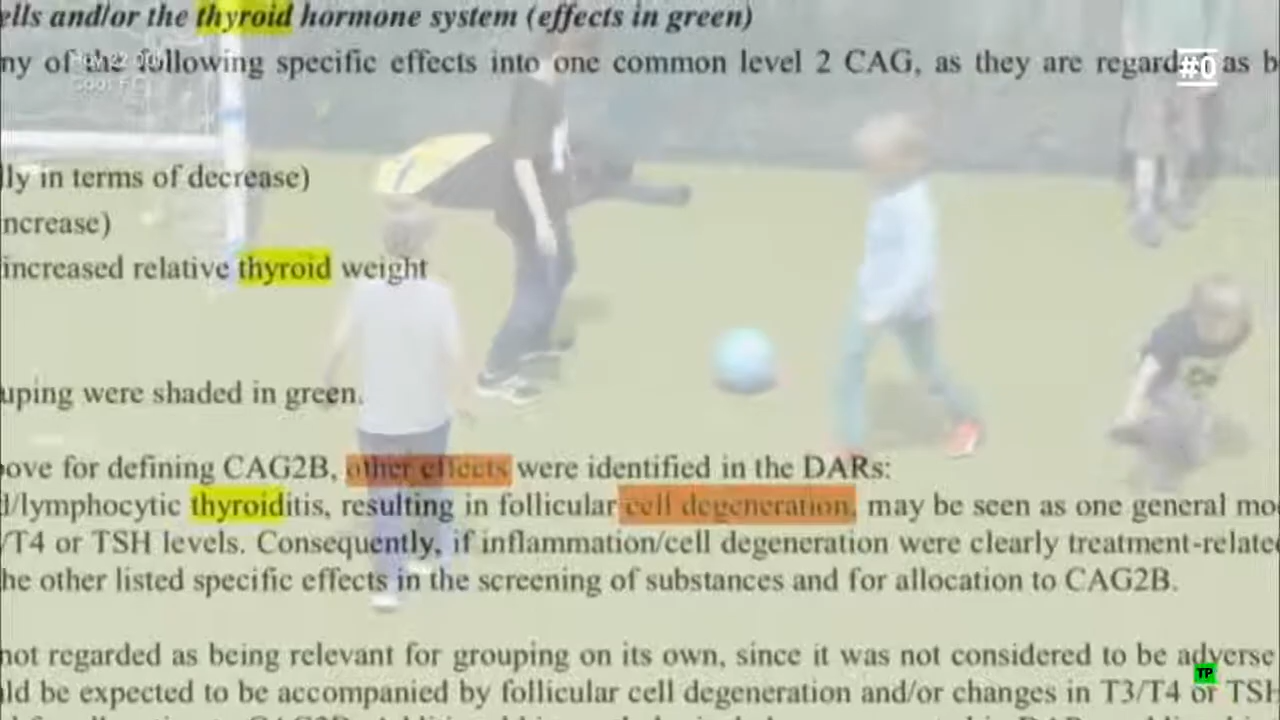 ells and/or the thyroid hormone system (effects in green)
ny of the following specific effects into one common level 2 CAG, as they are regarded as b
#0
lly in terms of decrease)
ncrease)
increased relative thyroid weight
uping were shaded in green.
ove for defining CAG2B, other effects were identified in the DARs:
d/lymphocytic thyroiditis, resulting in follicular cell degeneration, may be seen as one general mo
/T4 or TSH levels. Consequently, if inflammation/cell degeneration were clearly treatment-related
he other listed specific effects in the screening of substances and for allocation to CAG2B.
not regarded as being relevant for grouping on its own, since it was not considered to be adverse
TP
ld be expected to be accompanied by follicular cell degeneration and/or changes in T3/T4 or TSH